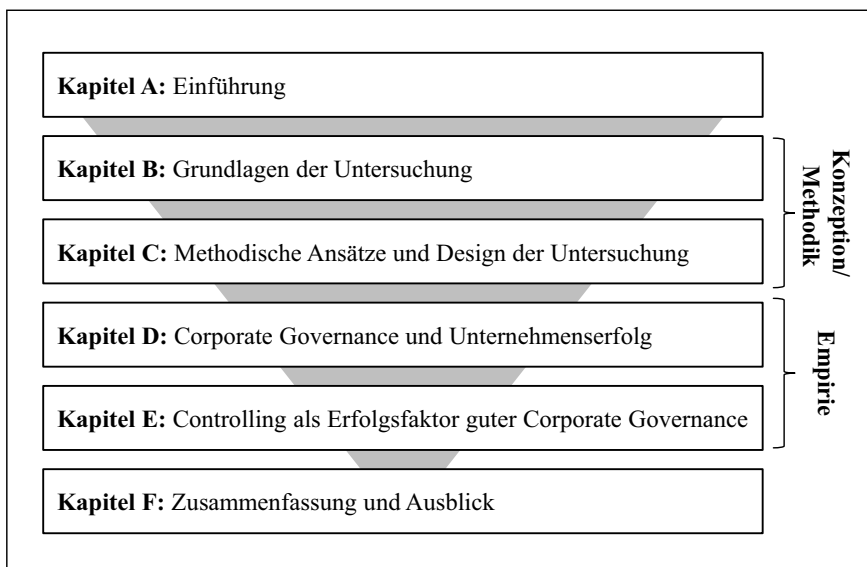 Kapitel A: Einführung
Kapitel B: Grundlagen der Untersuchung
Kapitel C: Methodische Ansätze und Design der Untersuchung
Konzeption/
Methodik
Kapitel D: Corporate Governance und Unternehmenserfolg
Kapitel E: Controlling als Erfolgsfaktor guter Corporate Governance
Empirie
Kapitel F: Zusammenfassung und Ausblick